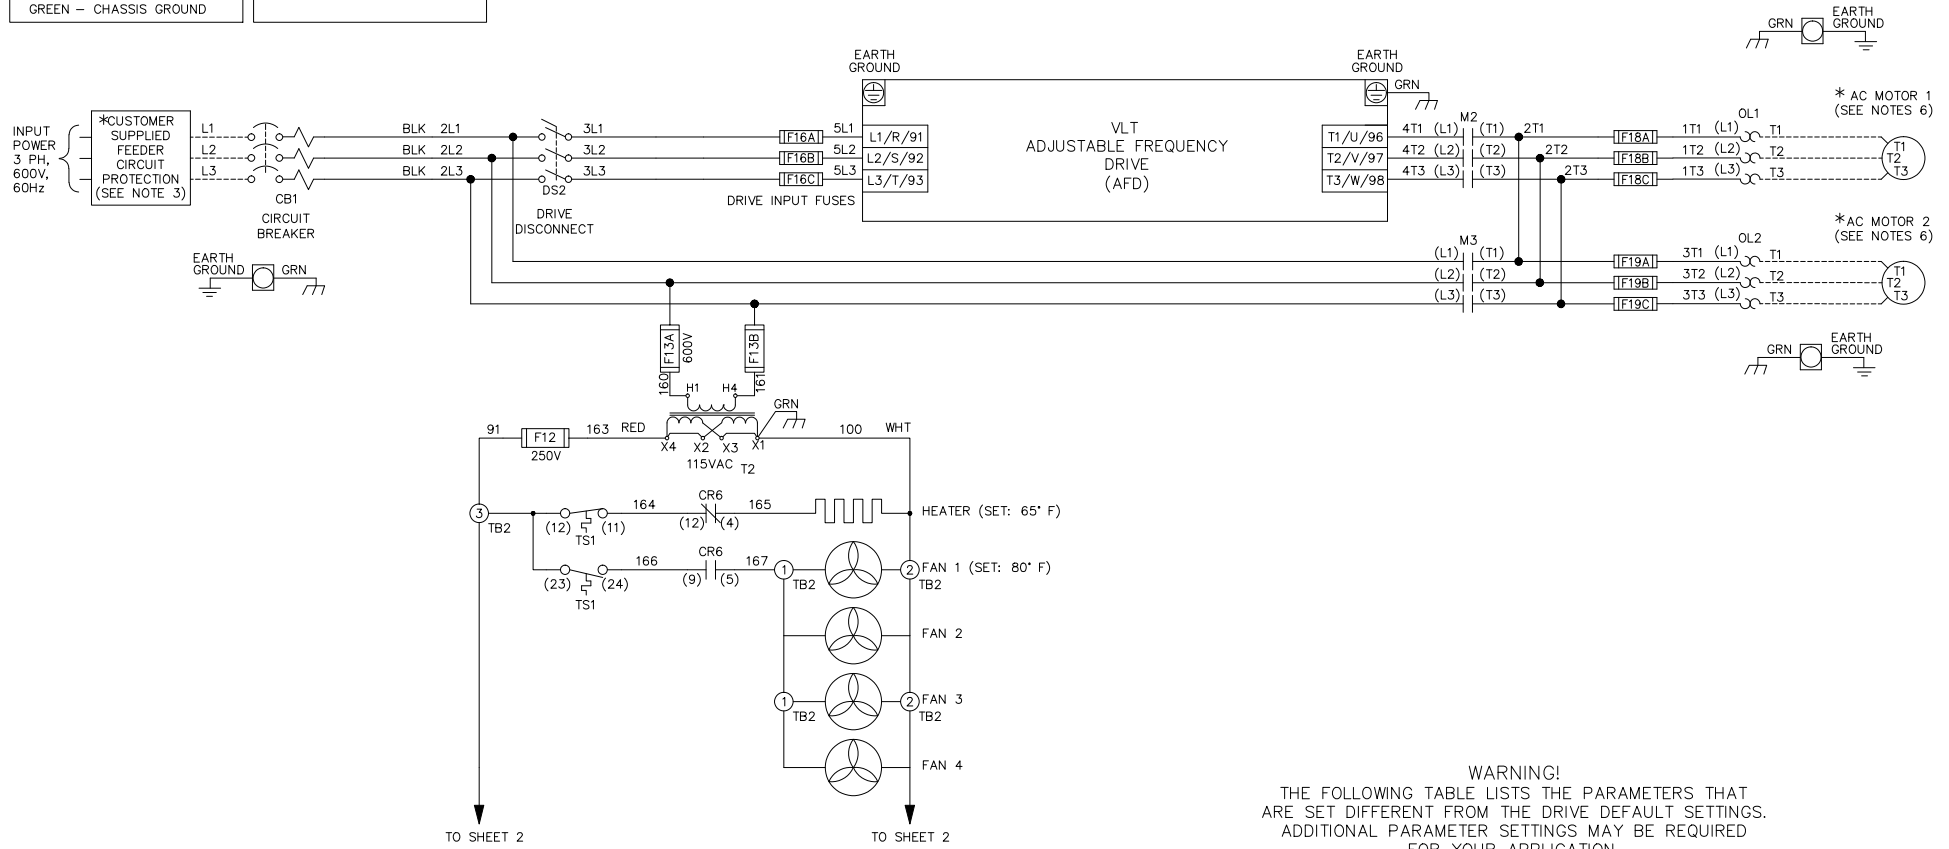 GREEN – CHASSIS GROUND
EARTH
GROUND
GRN
EARTH
GROUND
EARTH
GROUND
GRN
* AC MOTOR 1
(SEE NOTES 6)
INPUT
POWER
3 PH,
600V,
60Hz
*CUSTOMER
SUPPLIED
FEEDER
CIRCUIT
PROTECTION
(SEE NOTE 3)
L1
L2
L3
CB1
CIRCUIT
BREAKER
BLK 2L1
BLK 2L2
BLK 2L3
DS2
DRIVE
DISCONNECT
3L1
3L2
3L3
F16A
F16B
F16C
DRIVE INPUT FUSES
5L1
5L2
5L3
L1/R/91
L2/S/92
L3/T/93
VLT
ADJUSTABLE FREQUENCY
DRIVE
(AFD)
T1/U/96
T2/V/97
T3/W/98
M2
4T1 (L1) (T1) 2T1
4T2 (L2) (T2) 2T2
4T3 (L3) (T3) 2T3
F18A
F18B
F18C
OL1
1T1 (L1) T1
1T2 (L2) T2
1T3 (L3) T3
T1
T2
T3
* AC MOTOR 2
(SEE NOTES 6)
M3
(L1) (T1)
(L2) (T2)
(L3) (T3)
F19A
F19B
F19C
OL2
3T1 (L1) T1
3T2 (L2) T2
3T3 (L3) T3
T1
T2
T3
EARTH
GROUND
GRN
GRN
EARTH
GROUND
F13A
600V
F13B
160
161
H1 H4
GRN
91
F12
250V
163 RED
X4 X2 X3 X1
115VAC T2
100 WHT
3
TB2
(12) (11)
TS1
164
CR6
(12) (4)
165
HEATER (SET: 65° F)
(23) (24)
TS1
166
CR6
(9) (5)
167
1
TB2
2
TB2
FAN 1 (SET: 80° F)
FAN 2
1
TB2
2
TB2
FAN 3
FAN 4
TO SHEET 2
TO SHEET 2
WARNING!
THE FOLLOWING TABLE LISTS THE PARAMETERS THAT
ARE SET DIFFERENT FROM THE DRIVE DEFAULT SETTINGS.
ADDITIONAL PARAMETER SETTINGS MAY BE REQUIRED
FOR YOUR APPLICATION